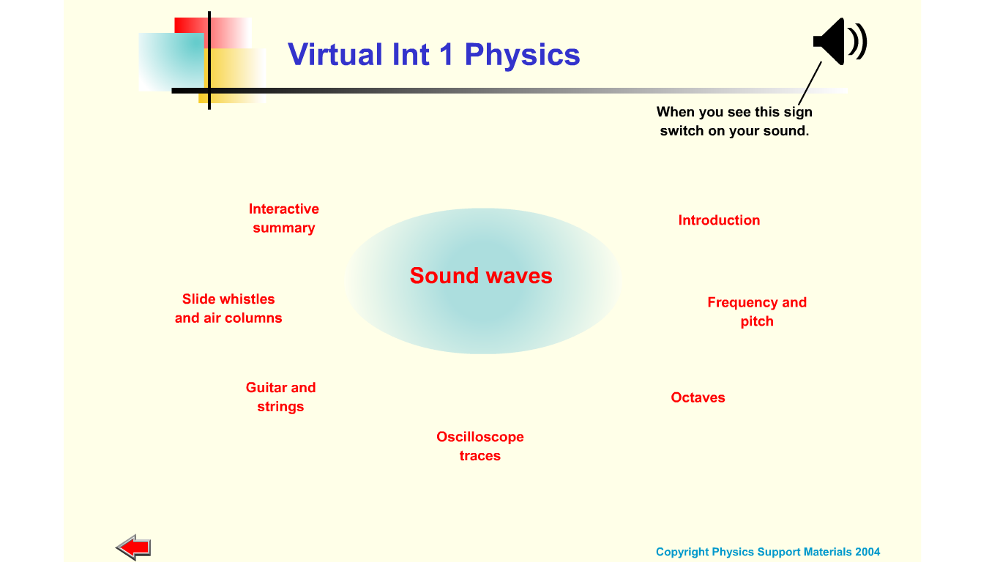 Virtual Int 1 Physics
When you see this sign
switch on your sound.
Interactive
summary
Introduction
Sound waves
Slide whistles
and air columns
Frequency and
pitch
Guitar and
strings
Octaves
Oscilloscope
traces
Copyright Physics Support Materials 2004